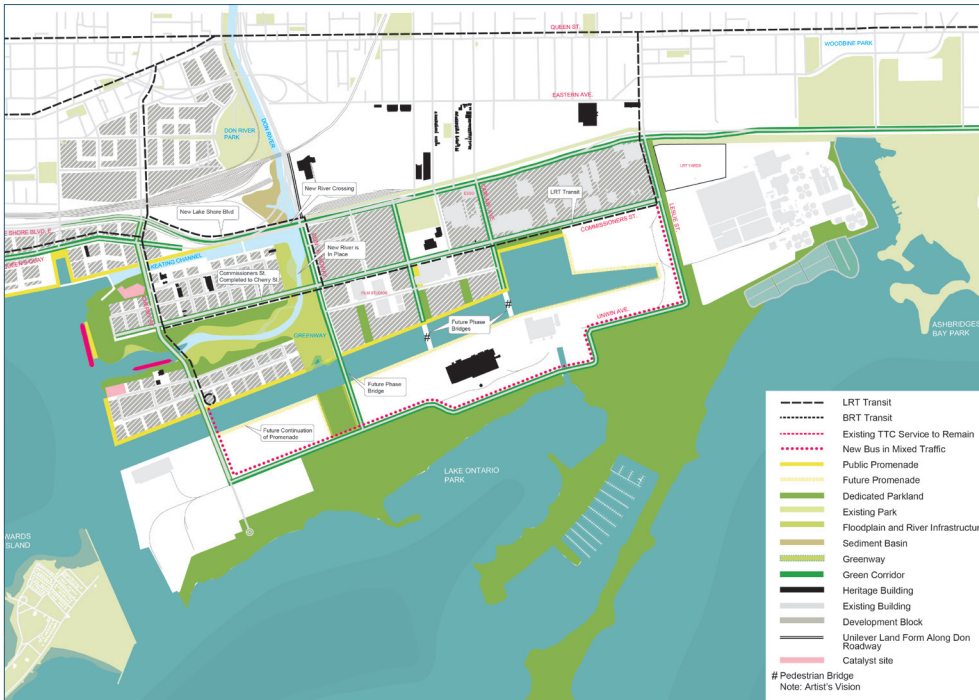 QUEEN ST.
WOODBINE PARK
EASTERN AVE.
DON RIVER
PARK
DON RIVER
New River Crossing
LRT YARDS
LRT Transit
New Lake Shore Blvd
COMMISSIONERS ST.
LESLIE ST.
SHORE BLVD. E.
KEATING CHANNEL
New River is
In Place
Commissioners St.
Completed to Cherry St.
FILM STUDIOS
UNWIN AVE.
Future Phase
Bridges
GREENWAY
#
#
ASHBRIDGES
BAY PARK
Future Phase
Bridge
Future Continuation
of Promenade
LAKE ONTARIO
PARK
WARDS
ISLAND
LRT Transit
BRT Transit
Existing TTC Service to Remain
New Bus in Mixed Traffic
Public Promenade
Future Promenade
Dedicated Parkland
Existing Park
Floodplain and River Infrastructur
Sediment Basin
Greenway
Green Corridor
Heritage Building
Existing Building
Development Block
Unilever Land Form Along Don
Roadway
Catalyst site
# Pedestrian Bridge
Note: Artist's Vision